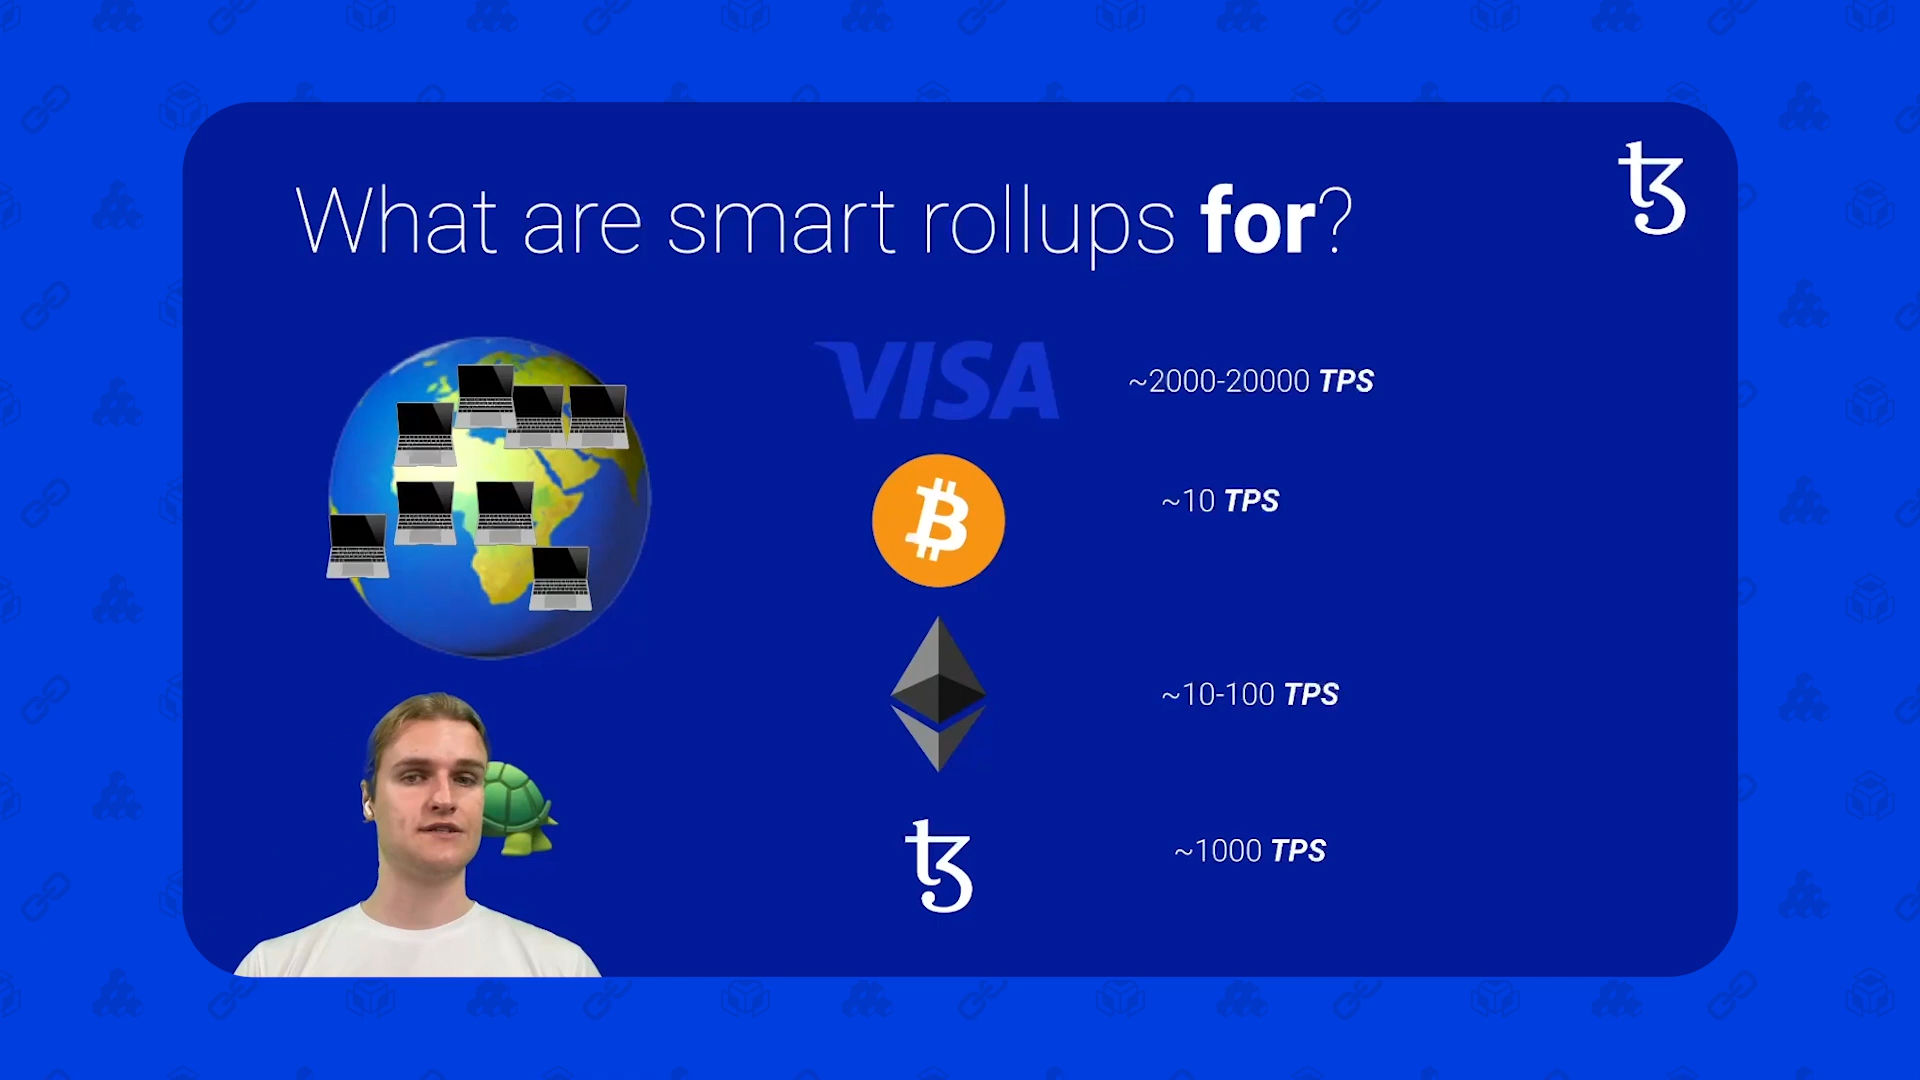 What are smart rollups for?
VISA
~2000-20000 TPS
~10 TPS
~10-100 TPS
~1000 TPS